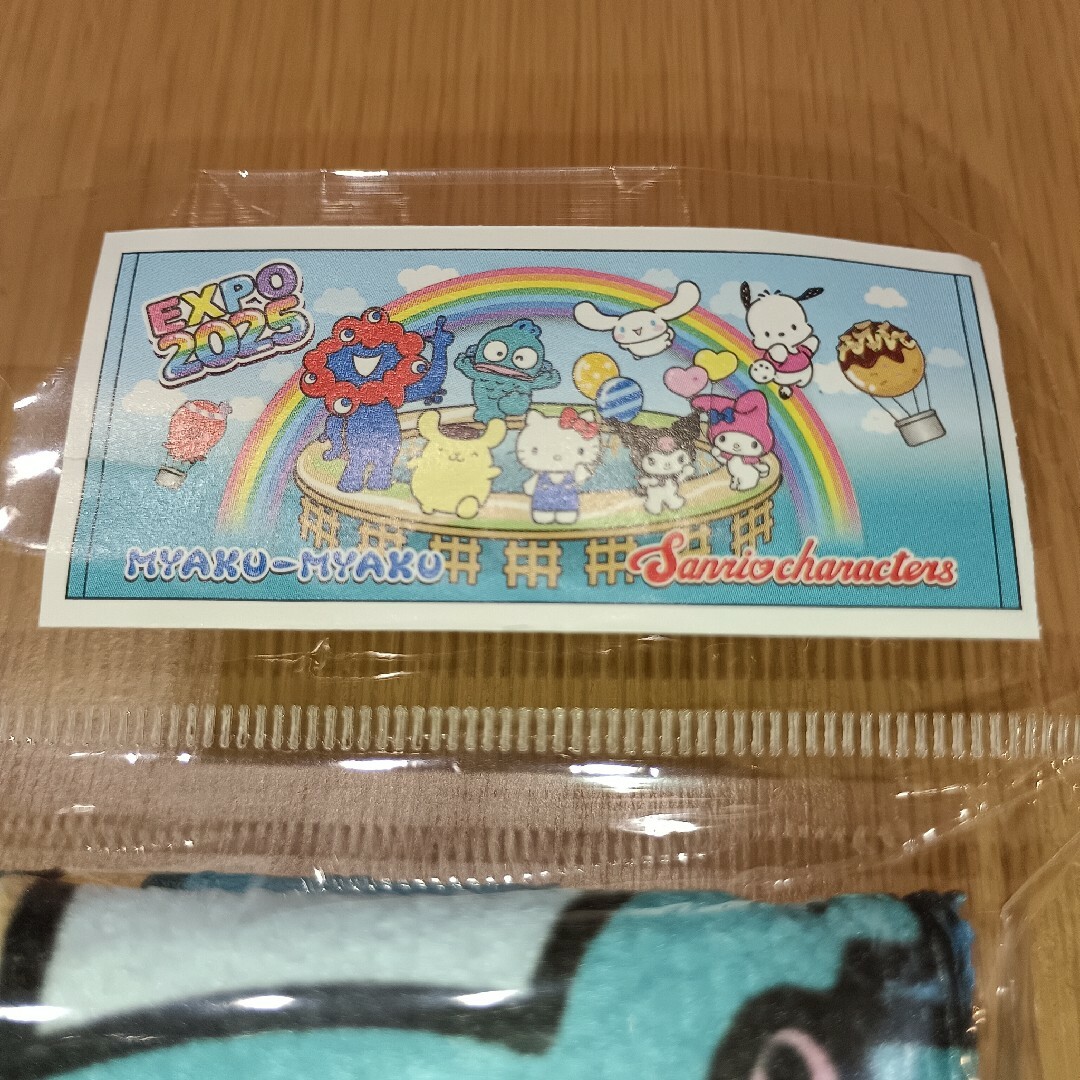 EXPO
2025
MYAKU-MYAKU
Sanrio characters